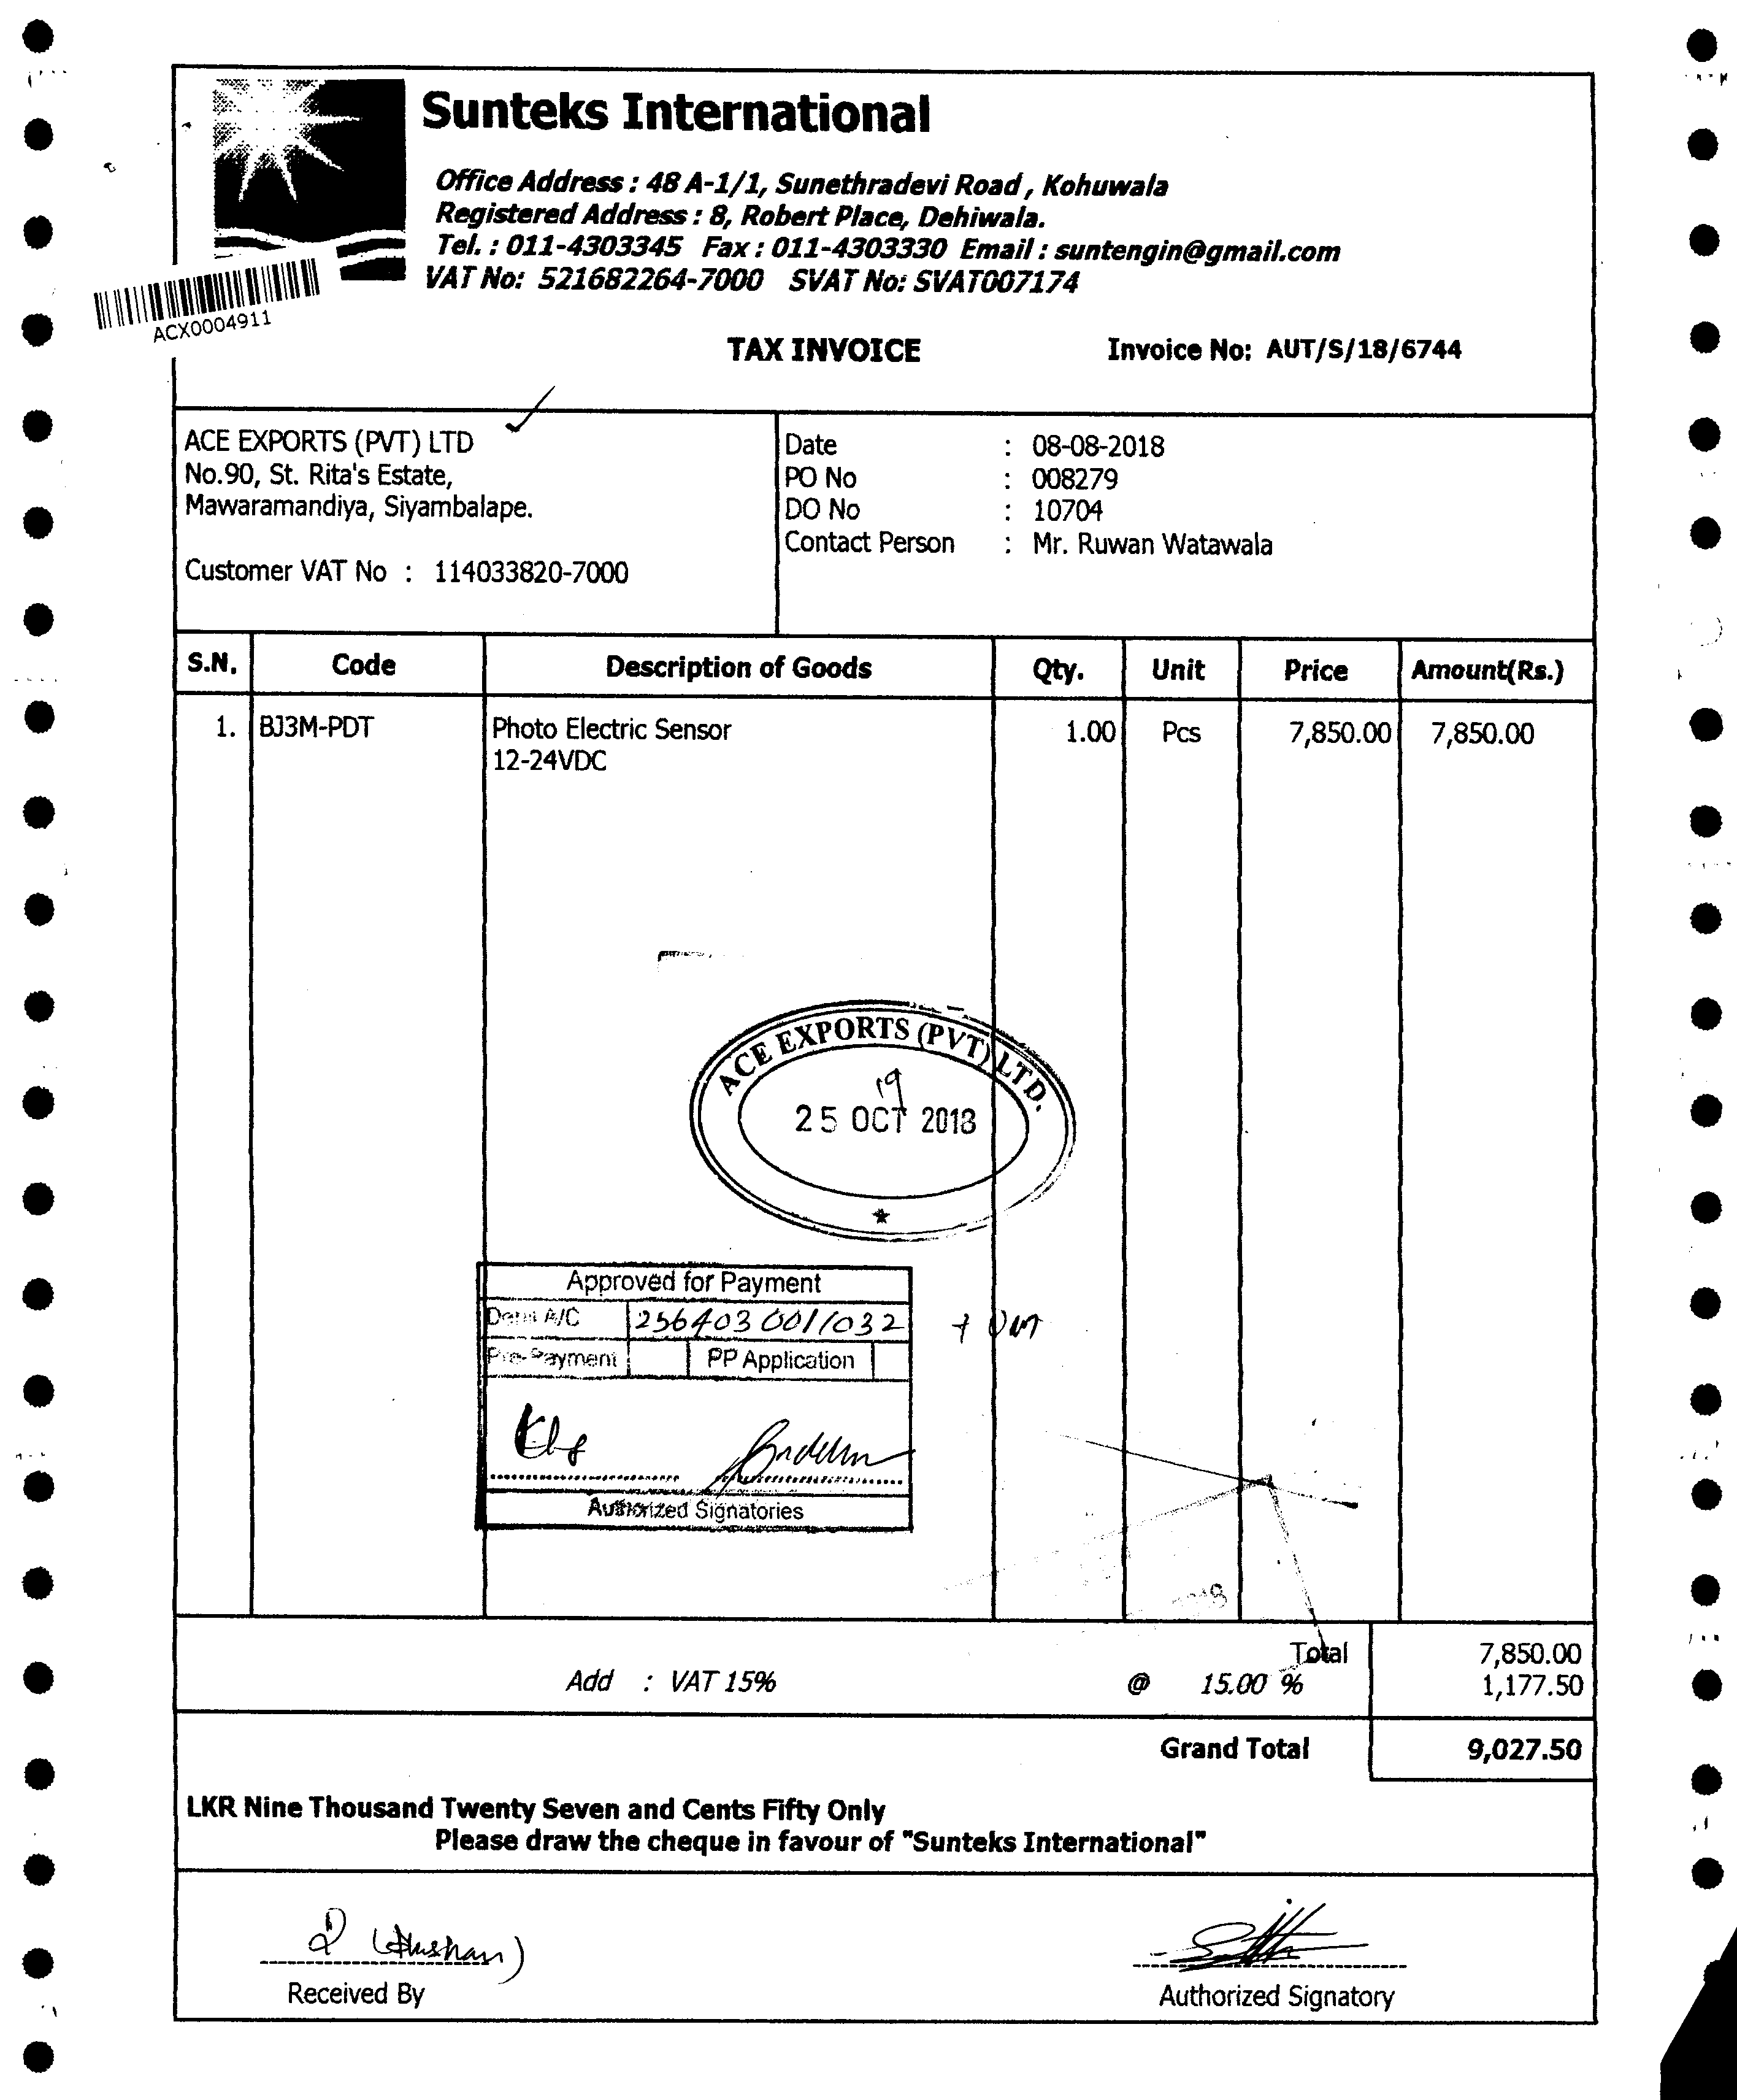 Sunteks International
Office Address : 48 A-1/1, Sunethradevi Road , Kohuwala
Registered Address : 8, Robert Place, Dehiwala.
Tel. : 011-4303345 Fax : 011-4303330 Email : suntengin@gmail.com
VAT No: 521682264-7000 SVAT No: SVAT007174
ACX0004911
TAX INVOICE Invoice No: AUT/S/18/6744
ACE EXPORTS (PVT) LTD
No.90, St. Rita's Estate,
Mawaramandiya, Siyambalape.
Customer VAT No : 114033820-7000
Date : 08-08-2018
PO No : 008279
DO No : 10704
Contact Person : Mr. Ruwan Watawala
S.N. Code Description of Goods Qty. Unit Price Amount(Rs.)
1. BJ3M-PDT Photo Electric Sensor 1.00 Pcs 7,850.00 7,850.00
12-24VDC
ACE EXPORTS (PVT) LTD.
19
25 OCT 2018
Approved for Payment
Debit A/C 256403 001/032
Pre-Payment PP Application
Authorized Signatories
Total 7,850.00
Add : VAT 15% @ 15.00 % 1,177.50
Grand Total 9,027.50
LKR Nine Thousand Twenty Seven and Cents Fifty Only
Please draw the cheque in favour of "Sunteks International"
Received By
Authorized Signatory